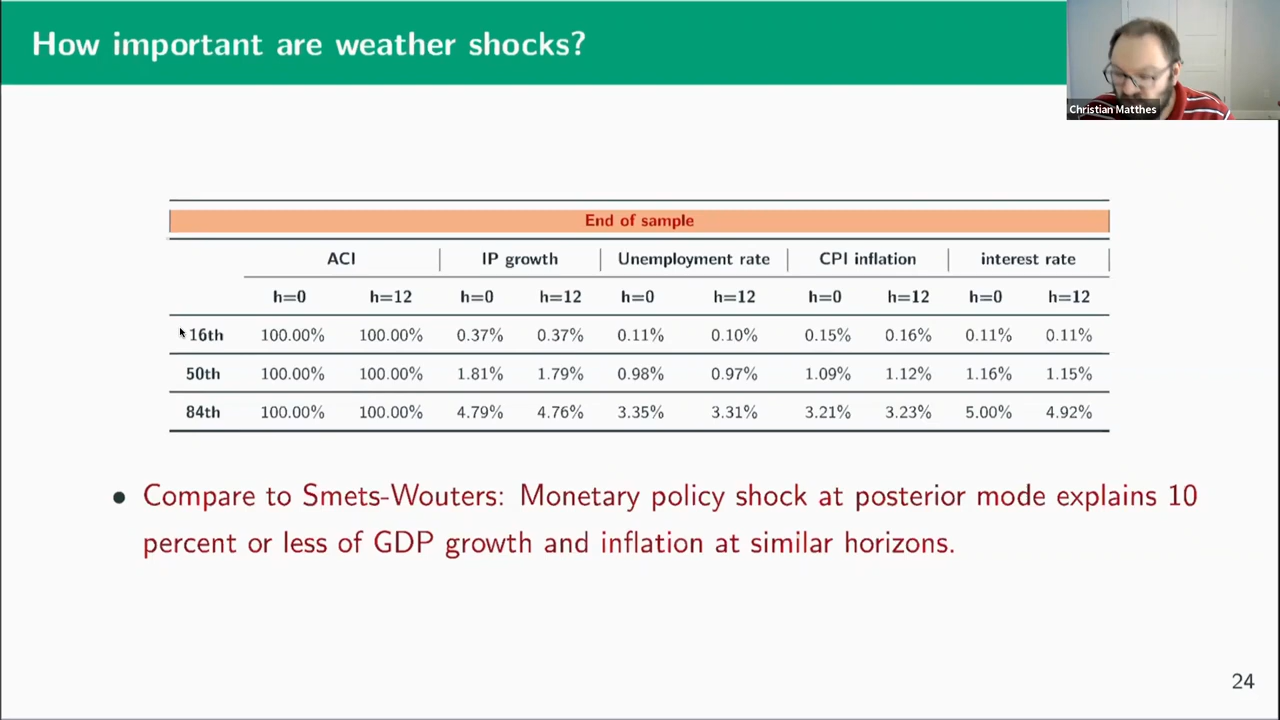 How important are weather shocks?
Christian Matthes
End of sample
ACI IP growth Unemployment rate CPI inflation interest rate
h=0 h=12 h=0 h=12 h=0 h=12 h=0 h=12 h=0 h=12
16th 100.00% 100.00% 0.37% 0.37% 0.11% 0.10% 0.15% 0.16% 0.11% 0.11%
50th 100.00% 100.00% 1.81% 1.79% 0.98% 0.97% 1.09% 1.12% 1.16% 1.15%
84th 100.00% 100.00% 4.79% 4.76% 3.35% 3.31% 3.21% 3.23% 5.00% 4.92%
• Compare to Smets-Wouters: Monetary policy shock at posterior mode explains 10
percent or less of GDP growth and inflation at similar horizons.
24